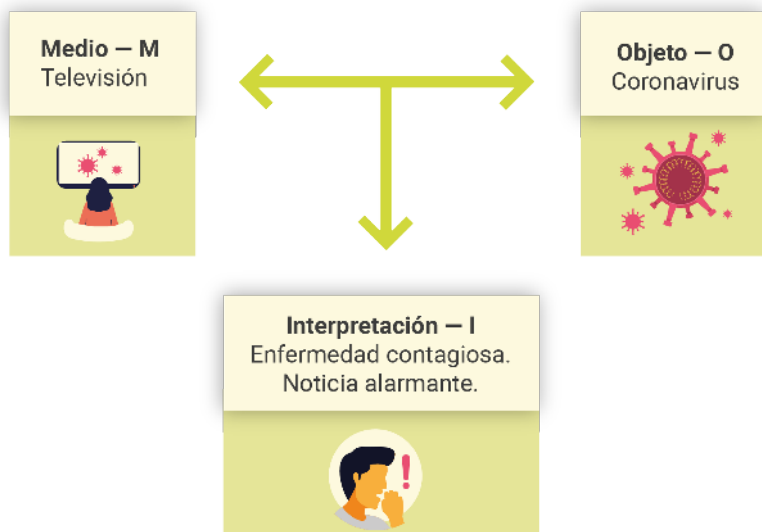 Medio — M
Televisión
Objeto — O
Coronavirus
Interpretación — I
Enfermedad contagiosa.
Noticia alarmante.